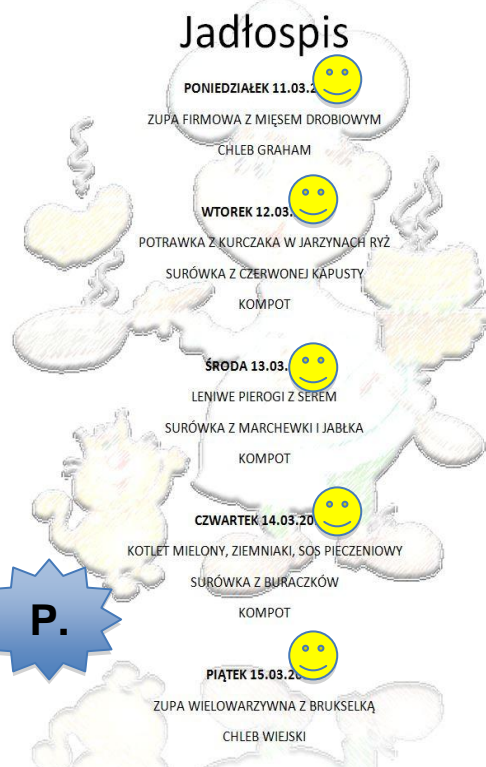 Jadłospis
PONIEDZIAŁEK 11.03.2
ZUPA FIRMOWA Z MIĘSEM DROBIOWYM
CHLEB GRAHAM
WTOREK 12.03.
POTRAWKA Z KURCZAKA W JARZYNACH RYŻ
SURÓWKA Z CZERWONEJ KAPUSTY
KOMPOT
ŚRODA 13.03.
LENIWE PIEROGI Z SEREM
SURÓWKA Z MARCHEWKI I JABŁKA
KOMPOT
CZWARTEK 14.03.20
KOTLET MIELONY, ZIEMNIAKI, SOS PIECZENIOWY
SURÓWKA Z BURACZKÓW
KOMPOT
P.
PIĄTEK 15.03.20
ZUPA WIELOWARZYWNA Z BRUKSELKĄ
CHLEB WIEJSKI